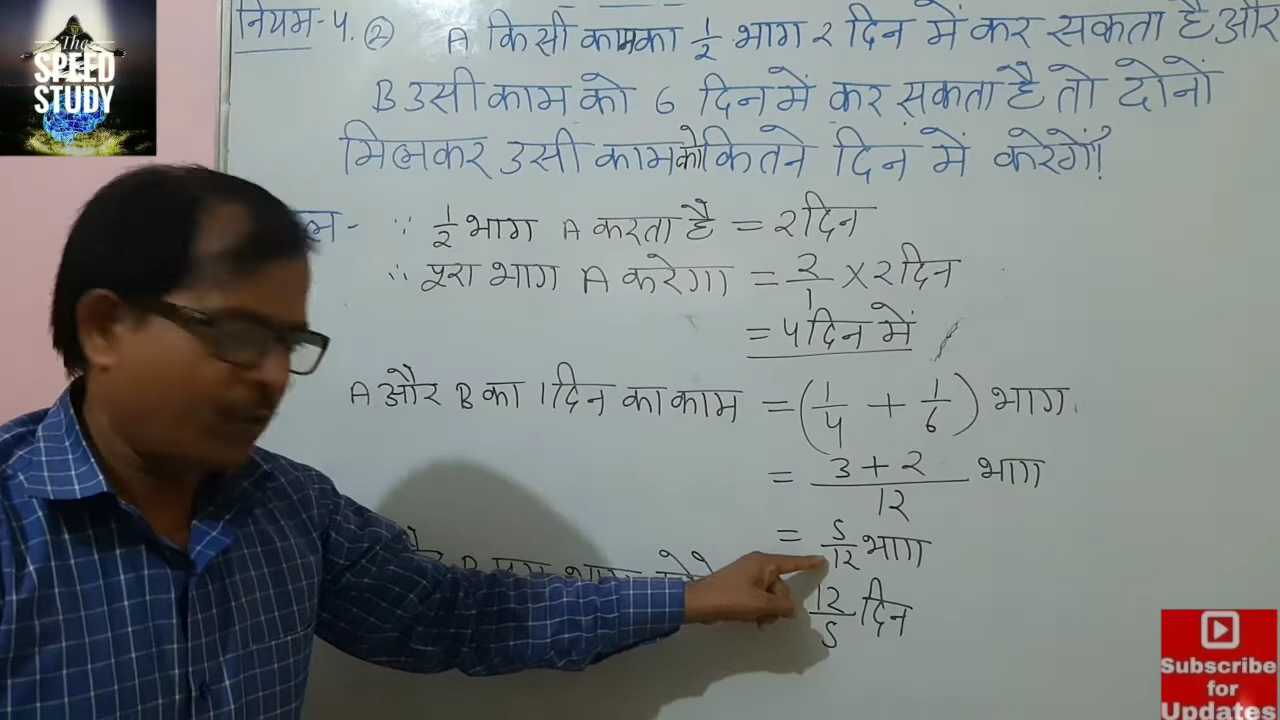 The
SPEED
STUDY
नियम-4. ② A किसी काम का 1/2 भाग 2 दिन में कर सकता है और
B उसी काम को 6 दिन में कर सकता है तो दोनों
मिलकर उसी काम को कितने दिन में करेगें?
∵ 1/2 भाग A करता है = 2 दिन
∴ पूरा भाग A करेगा = 2/1 × 2 दिन
= 4 दिन में
A और B का 1 दिन का काम = (1/4 + 1/6) भाग
= 3+2/12 भाग
= 5/12 भाग
B
12/5 दिन
Subscribe
for
Updates